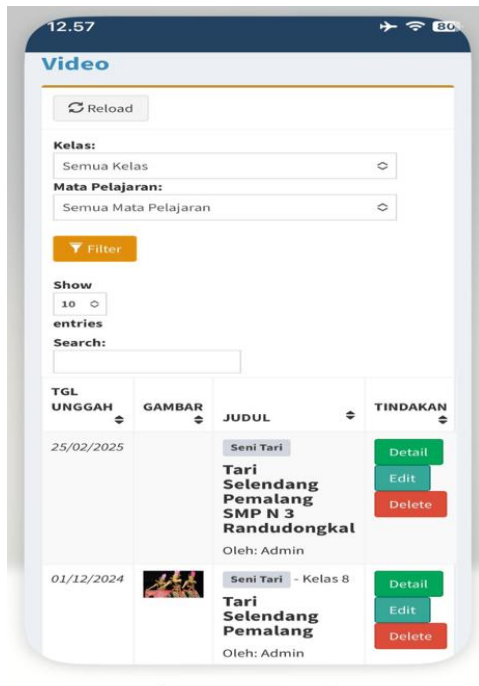 12.57
80
Video
Reload
Kelas:
Semua Kelas
Mata Pelajaran:
Semua Mata Pelajaran
Filter
Show
10
entries
Search:
TGL
UNGGAH GAMBAR JUDUL TINDAKAN
25/02/2025 Seni Tari Detail
Tari
Selendang Edit
Pemalang
SMP N 3 Delete
Randudongkal
Oleh: Admin
01/12/2024 Seni Tari - Kelas 8 Detail
Tari
Selendang Edit
Pemalang Delete
Oleh: Admin